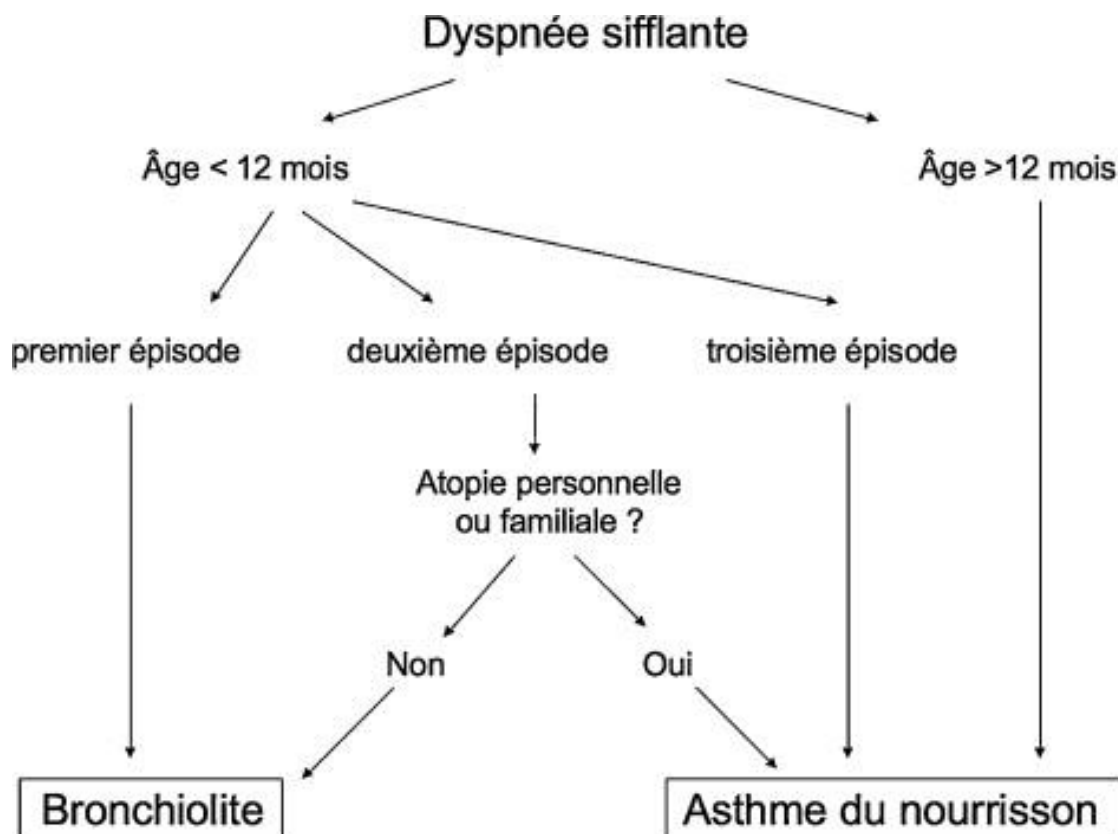 Dyspnée sifflante
Âge < 12 mois
Âge >12 mois
premier épisode
deuxième épisode
troisième épisode
Atopie personnelle
ou familiale ?
Non
Oui
Bronchiolite
Asthme du nourrisson